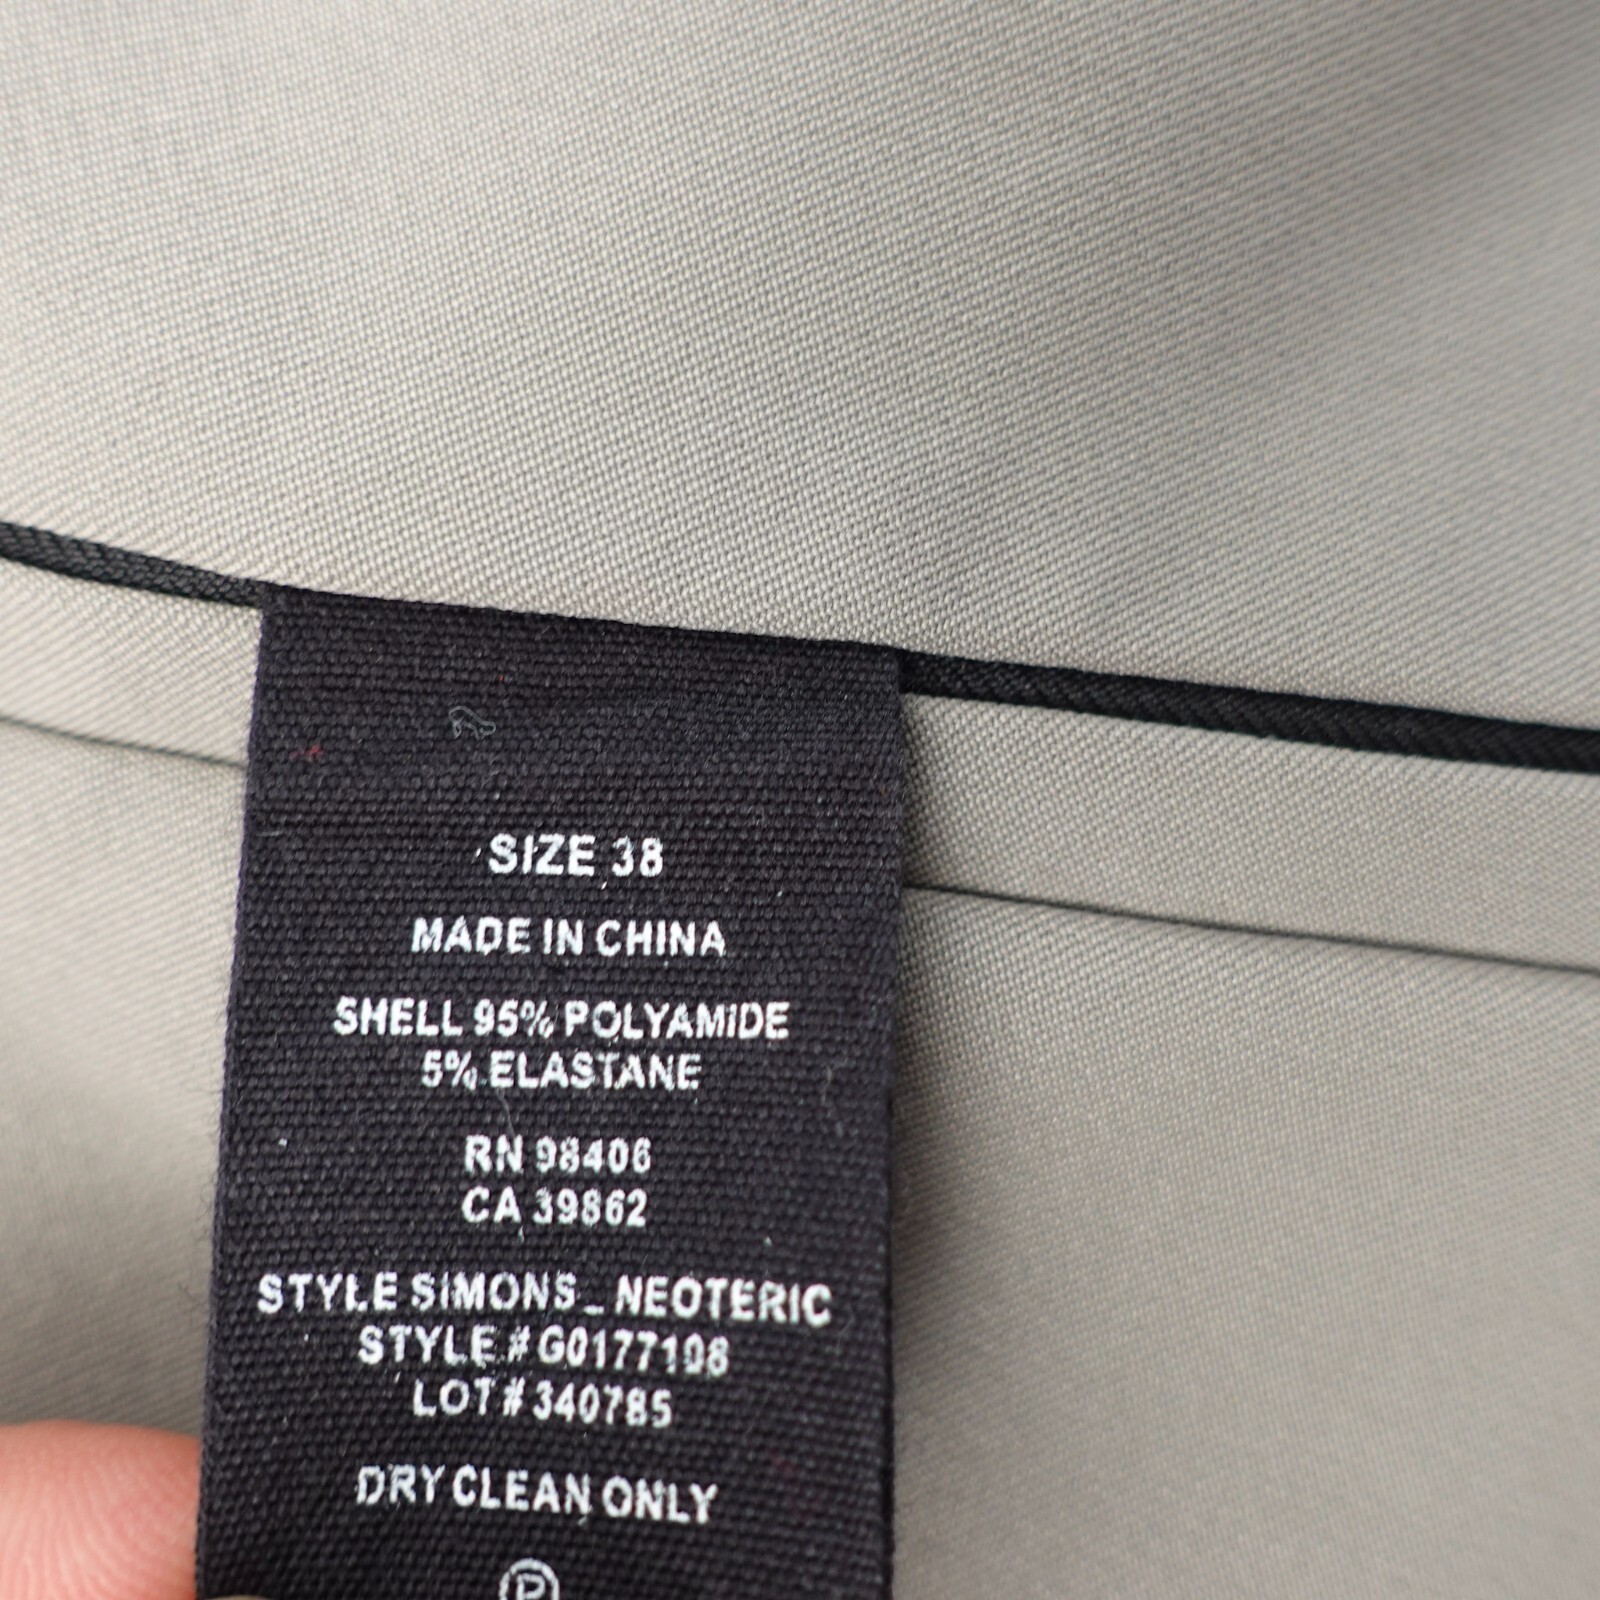 SIZE 38
MADE IN CHINA
SHELL 95% POLYAMIDE
5% ELASTANE
RN 98406
CA 39862
STYLE SIMONS_NEOTERIC
STYLE # G0177108
LOT # 340785
DRY CLEAN ONLY
P